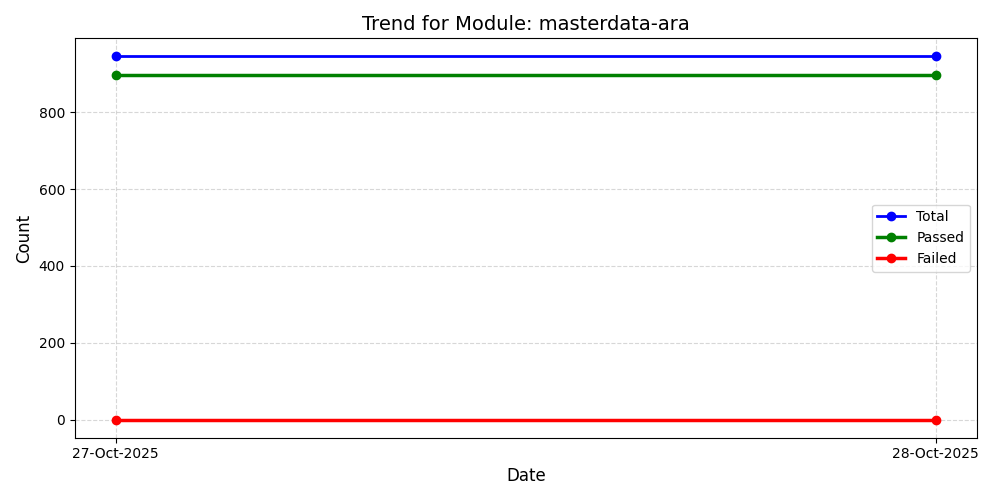 Trend for Module: masterdata-ara
800
600
400
200
0
Count
Total
Passed
Failed
27-Oct-2025
28-Oct-2025
Date